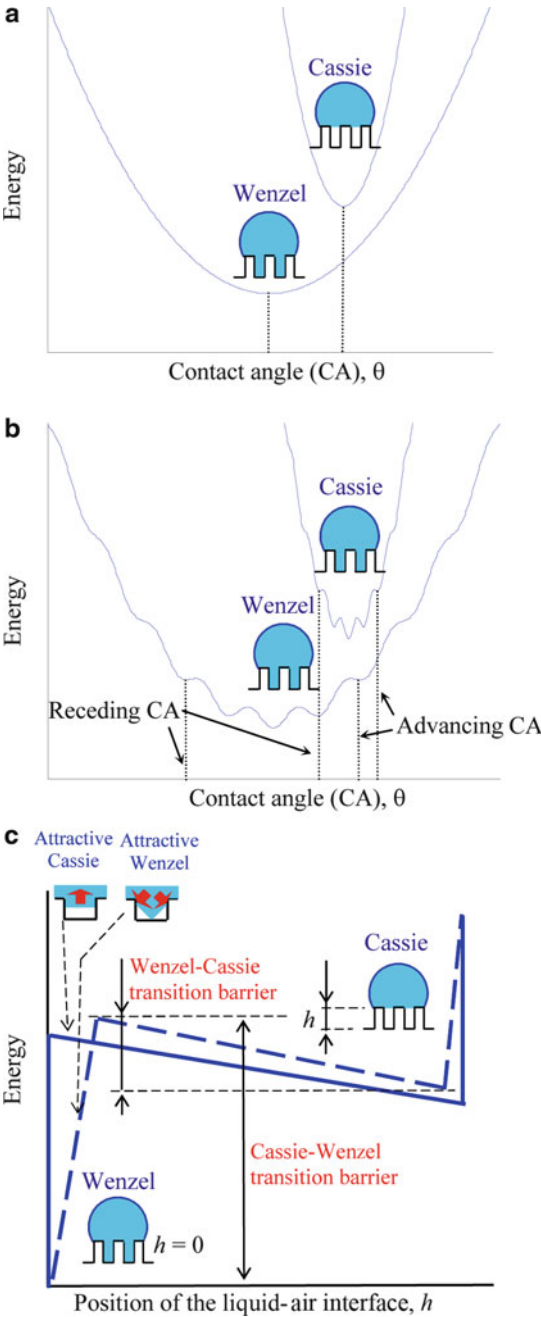 a
Energy
Cassie
Wenzel
Contact angle (CA), θ
b
Energy
Cassie
Wenzel
Receding CA
Advancing CA
Contact angle (CA), θ
c
Attractive
Cassie
Attractive
Wenzel
Energy
Wenzel-Cassie
transition barrier
Cassie
h
Cassie-Wenzel
transition barrier
Wenzel
h = 0
Position of the liquid-air interface, h